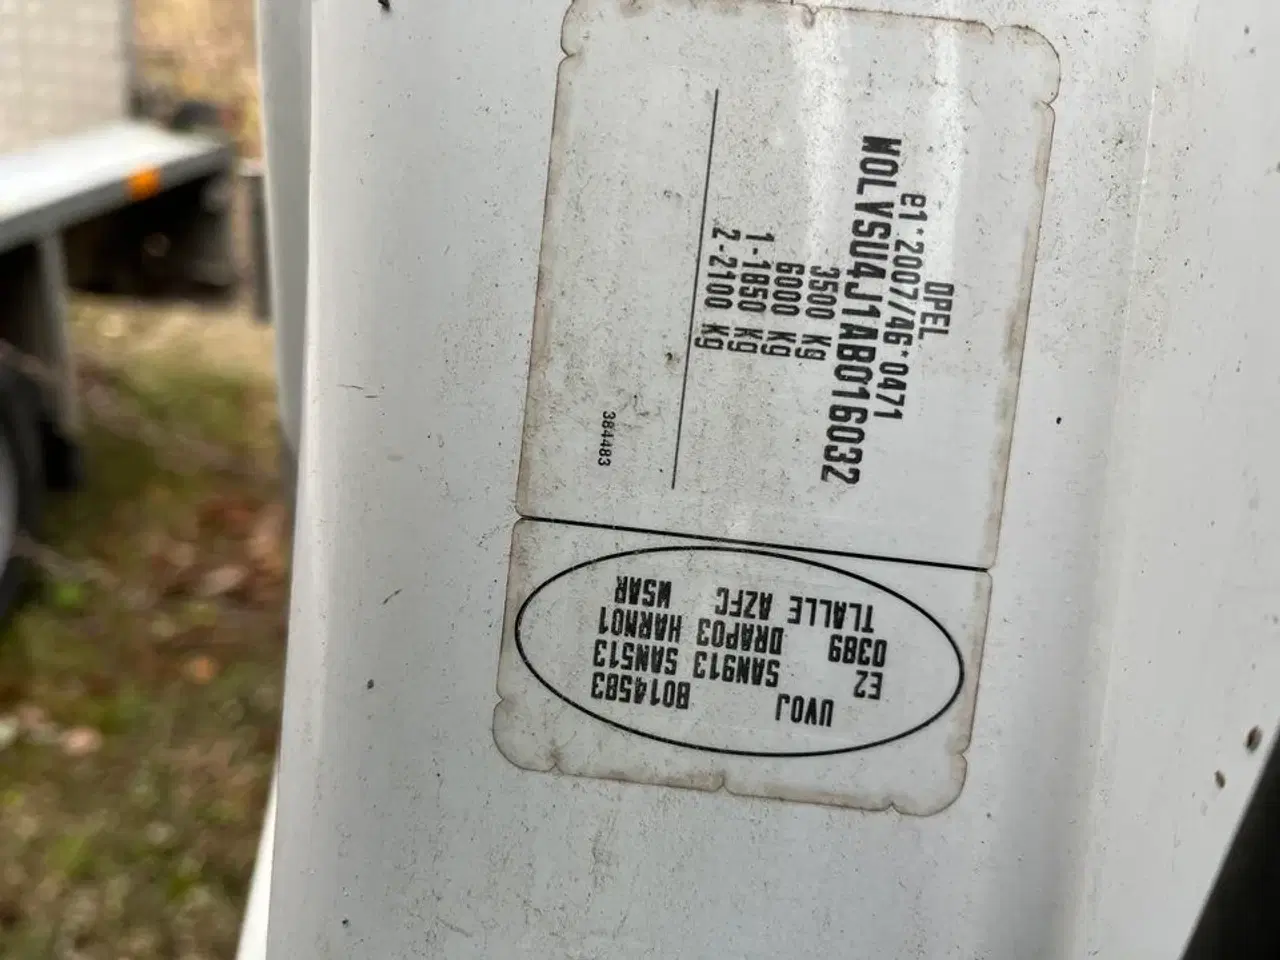 OPEL
e1*2007/46*0471
W0LVSU4J1AB016032
3500 Kg
6000 Kg
1-1850 Kg
2-2100 Kg
384483
UVOJ B014583
E2 SAN913 SAN513
0389 DRAP03 HARN01
TLALLE AZFC WSAR